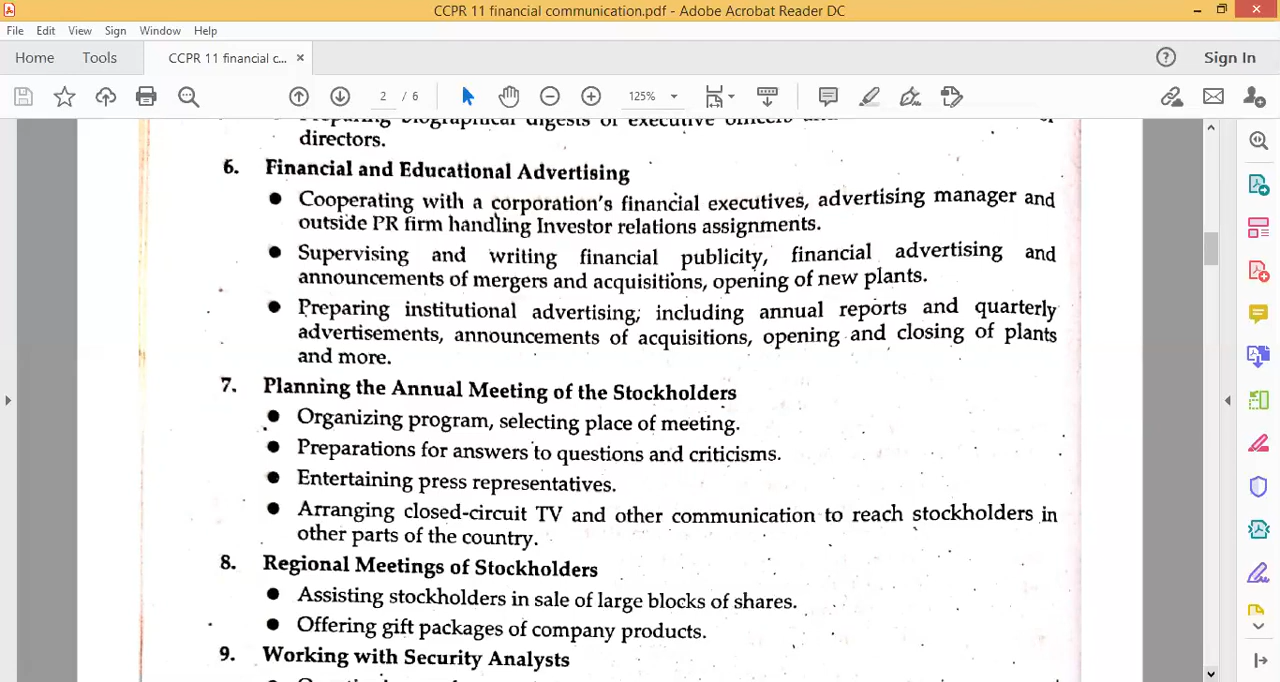 CCPR 11 financial communication.pdf - Adobe Acrobat Reader DC
File Edit View Sign Window Help
Home Tools CCPR 11 financial c... × Sign In
2 / 6 125%
Preparing biographical digests of executive officers
directors.
6. Financial and Educational Advertising
● Cooperating with a corporation's financial executives, advertising manager and
outside PR firm handling Investor relations assignments.
● Supervising and writing financial publicity, financial advertising and
announcements of mergers and acquisitions, opening of new plants.
● Preparing institutional advertising, including annual reports and quarterly
advertisements, announcements of acquisitions, opening and closing of plants
and more.
7. Planning the Annual Meeting of the Stockholders
● Organizing program, selecting place of meeting.
● Preparations for answers to questions and criticisms.
● Entertaining press representatives.
● Arranging closed-circuit TV and other communication to reach stockholders in
other parts of the country.
8. Regional Meetings of Stockholders
● Assisting stockholders in sale of large blocks of shares.
● Offering gift packages of company products.
9. Working with Security Analysts